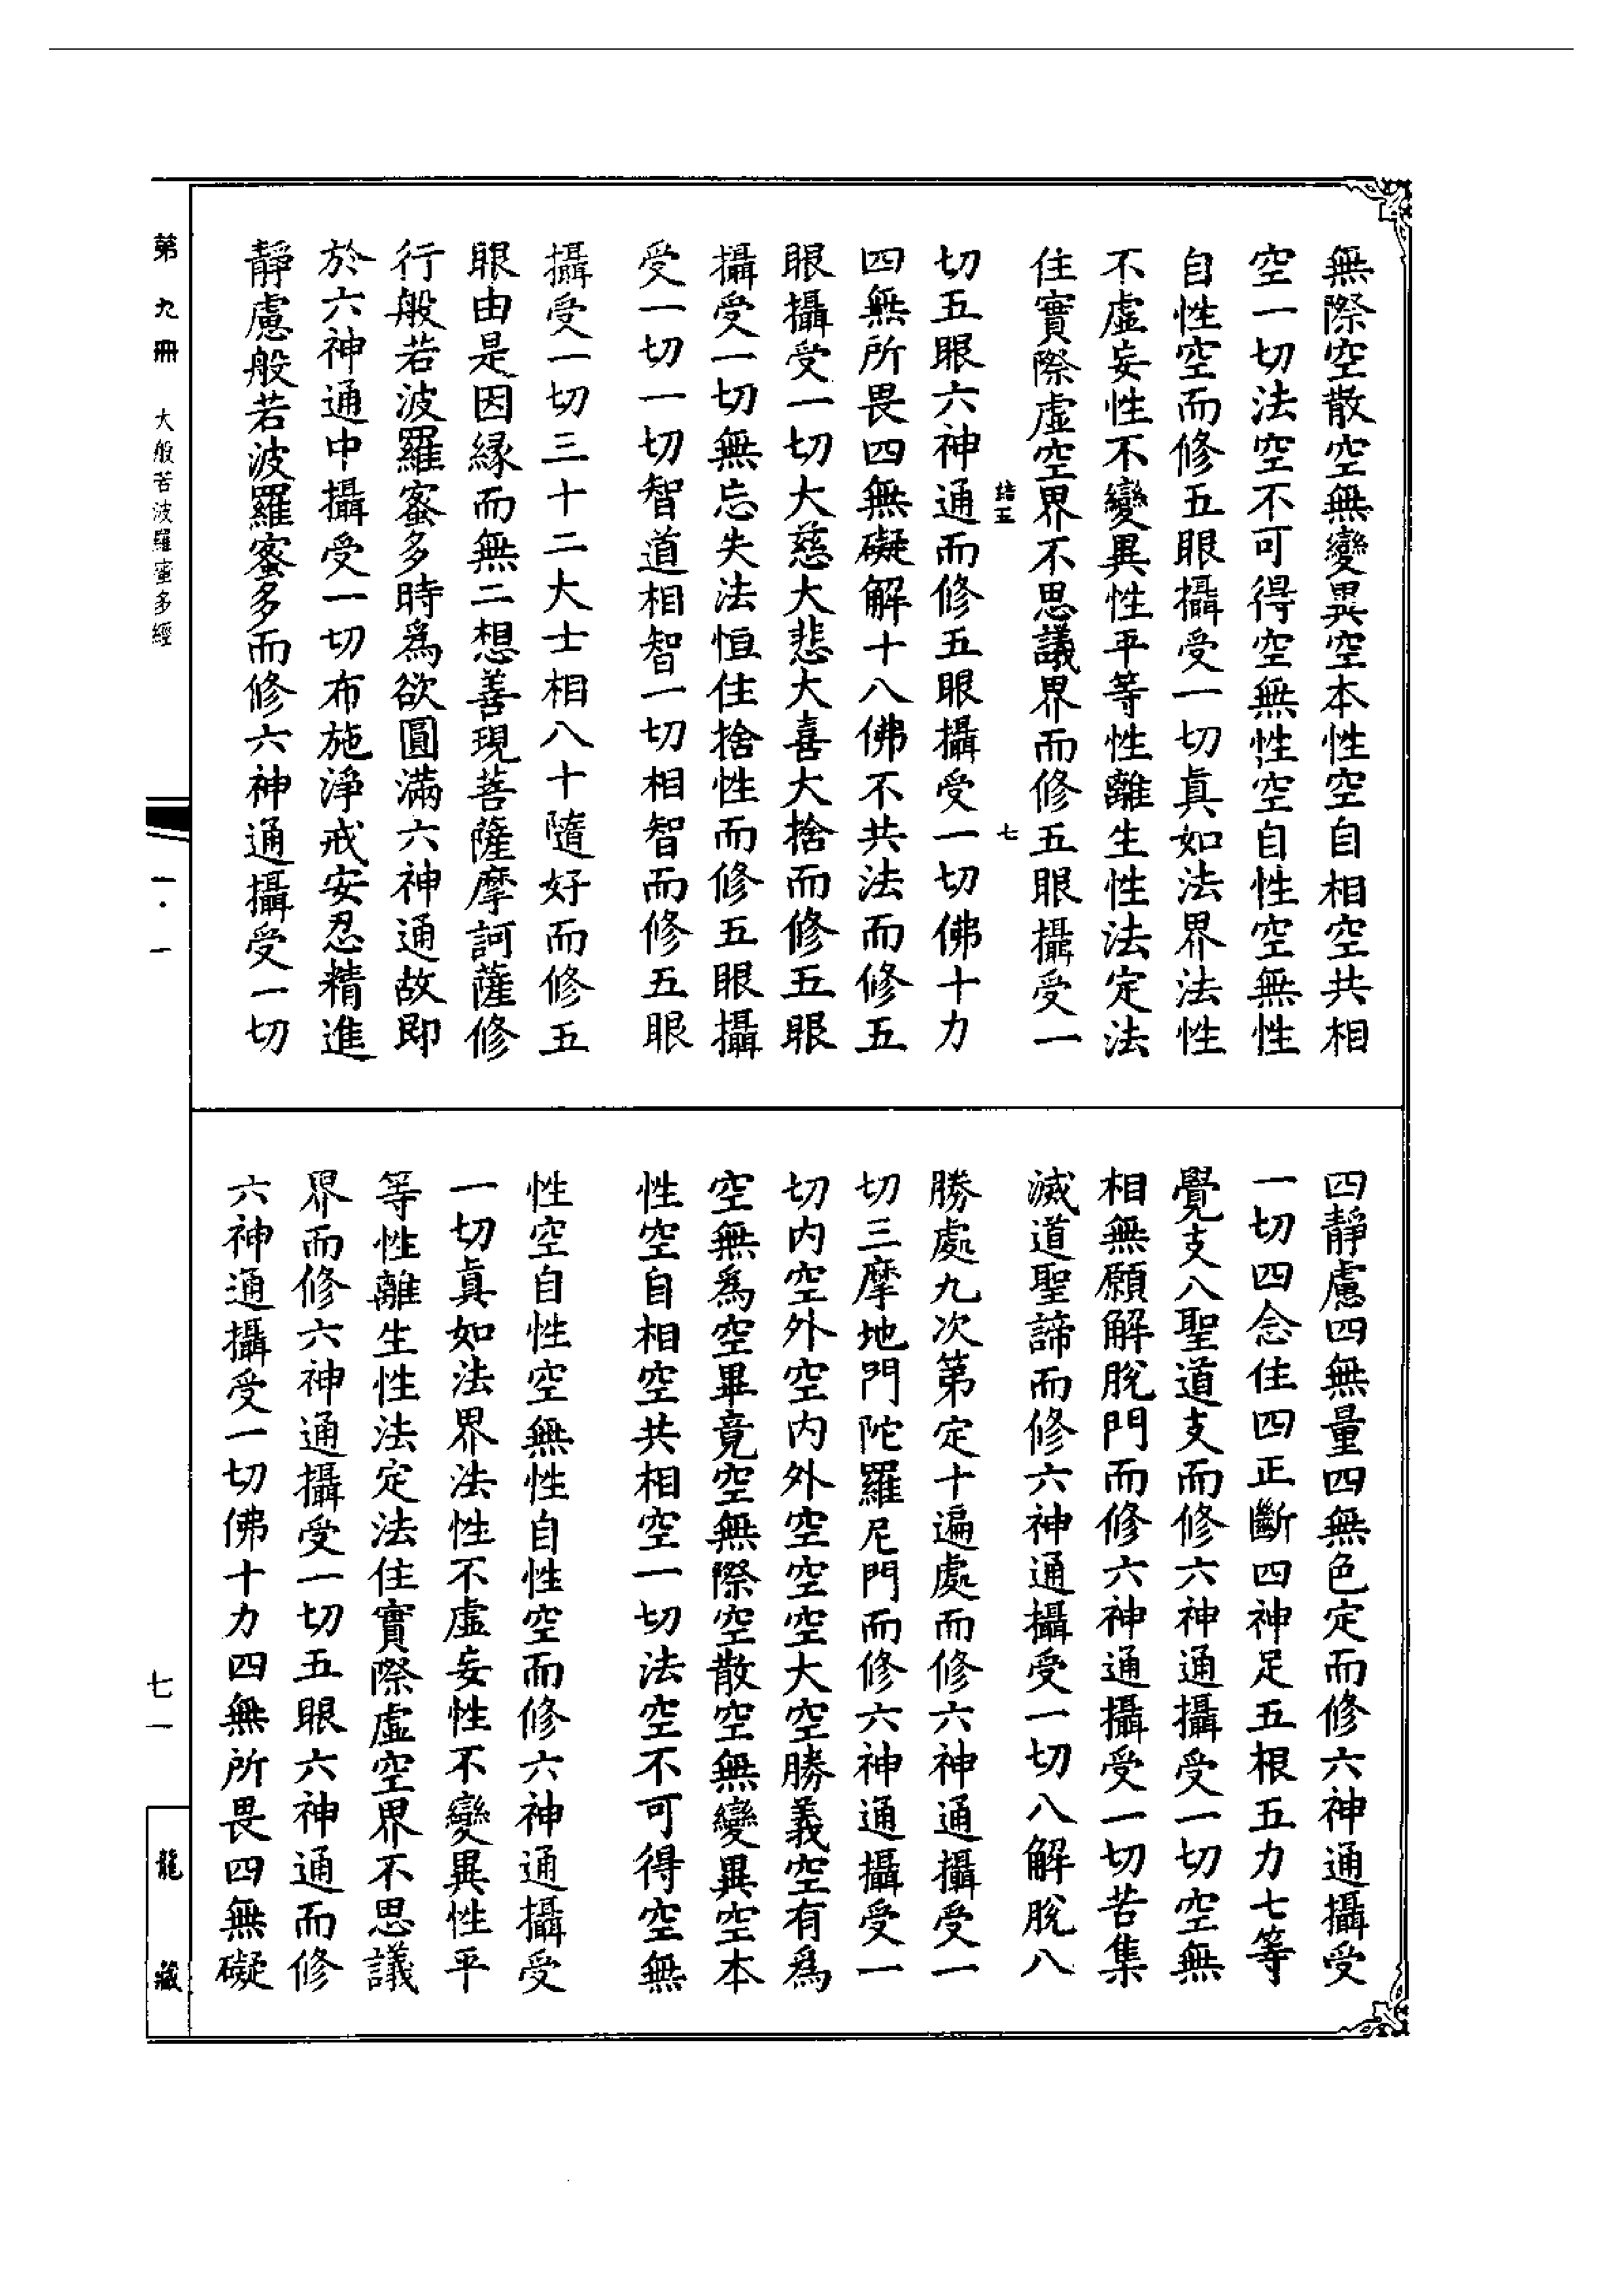 無際空散空無變異空本性空自相空共相
空一切法空不可得空無性空自性空無性
自性空而修五眼攝受一切真如法界法性
不虛妄性不變異性平等性離生性法定法
住實際虛空界不思議界而修五眼攝受一
七
切五眼六神通而修五眼攝受一切佛十力
四無所畏四無礙解十八佛不共法而修五
眼攝受一切大慈大悲大喜大捨而修五眼
攝受一切無忘失法恒住捨性而修五眼攝
受一切一切智道相智一切相智而修五眼
攝受一切三十二大士相八十隨好而修五
眼由是因緣而無二想善現菩薩摩訶薩修
行般若波羅蜜多時為欲圓滿六神通故即
於六神通中攝受一切布施淨戒安忍精進
靜慮般若波羅蜜多而修六神通攝受一切
四靜慮四無量四無色定而修六神通攝受
一切四念住四正斷四神足五根五力七等
覺支八聖道支而修六神通攝受一切空無
相無願解脫門而修六神通攝受一切苦集
滅道聖諦而修六神通攝受一切八解脫八
勝處九次第定十遍處而修六神通攝受一
切三摩地門陀羅尼門而修六神通攝受一
切內空外空內外空空空大空勝義空有為
空無為空畢竟空無際空散空無變異空本
性空自相空共相空一切法空不可得空無
性空自性空無性自性空而修六神通攝受
一切真如法界法性不虛妄性不變異性平
等性離生性法定法住實際虛空界不思議
界而修六神通攝受一切五眼六神通而修
六神通攝受一切佛十力四無所畏四無礙
第九冊 大般若波羅蜜多經
一·一
七一
龍藏